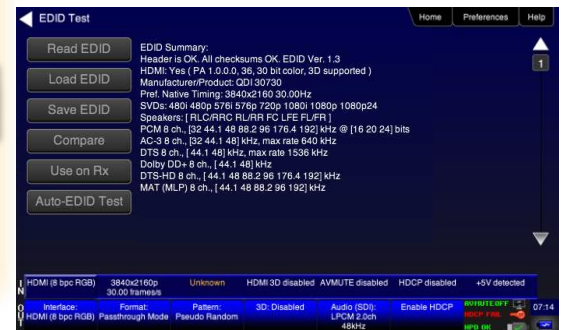 EDID Test
Home
Preferences
Help
Read EDID
Load EDID
Save EDID
Compare
Use on Rx
Auto-EDID Test
EDID Summary:
Header is OK. All checksums OK. EDID Ver. 1.3
HDMI: Yes ( PA 1.0.0.0, 36, 30 bit color, 3D supported )
Manufacturer/Product: QDI 30730
Pref. Native Timing: 3840x2160 30.00Hz
SVDs: 480i 480p 576i 576p 720p 1080i 1080p 1080p24
Speakers: [ RLC/RRC RL/RR FC LFE FL/FR ]
PCM 8 ch., [32 44.1 48 88.2 96 176.4 192] kHz @ [16 20 24] bits
AC-3 8 ch., [32 44.1 48] kHz, max rate 640 kHz
DTS 8 ch., [ 44.1 48] kHz, max rate 1536 kHz
Dolby DD+ 8 ch., [ 44.1 48] kHz
DTS-HD 8 ch., [ 44.1 48 88.2 96 176.4 192] kHz
MAT (MLP) 8 ch., [ 44.1 48 88.2 96 192] kHz
1
IN
HDMI (8 bpc RGB)
3840x2160p
30.00 frames/s
Unknown
HDMI 3D disabled
AVMUTE disabled
HDCP disabled
+5V detected
OUT
Interface:
HDMI (8 bpc RGB)
Format:
Passthrough Mode
Pattern:
Pseudo Random
3D: Disabled
Audio (SDI):
LPCM 2.0ch
48kHz
Enable HDCP
AVMUTE OFF
HDCP FAIL
HPD OK
07:14